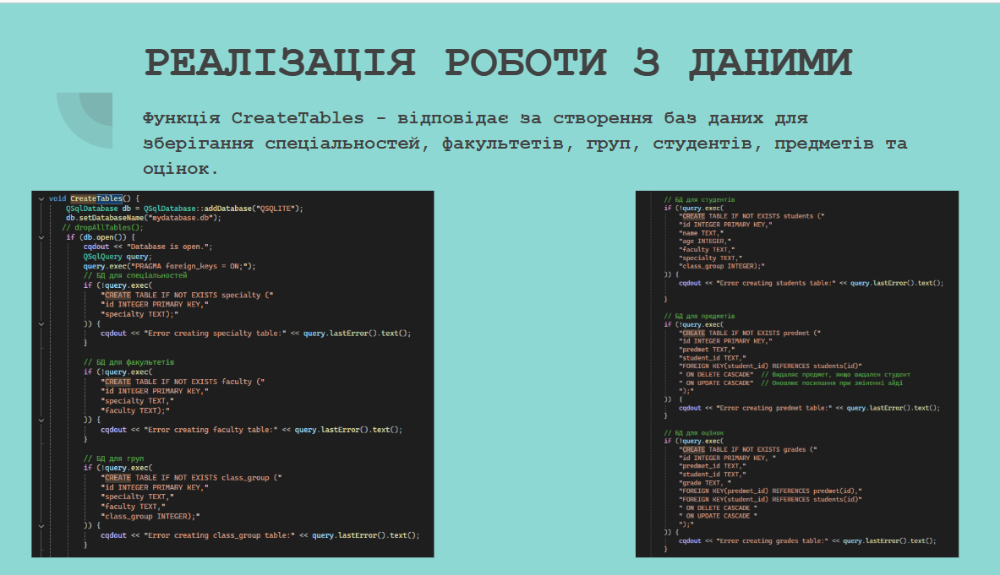 РЕАЛІЗАЦІЯ РОБОТИ З ДАНИМИ
Функція CreateTables - відповідає за створення баз даних для
зберігання спеціальностей, факультетів, груп, студентів, предметів та
оцінок.
void CreateTables() {
QSqlDatabase db = QSqlDatabase::addDatabase("QSQLITE");
db.setDatabaseName("mydatabase.db");
// dropAllTables();
if (db.open()) {
cqdout << "Database is open.";
QSqlQuery query;
query.exec("PRAGMA foreign_keys = ON;");
// БД для спеціальностей
if (!query.exec(
"CREATE TABLE IF NOT EXISTS specialty ("
"id INTEGER PRIMARY KEY,"
"specialty TEXT);"
)) {
cqdout << "Error creating specialty table:" << query.lastError().text();
}
// БД для факультетів
if (!query.exec(
"CREATE TABLE IF NOT EXISTS faculty ("
"id INTEGER PRIMARY KEY,"
"specialty TEXT,"
"faculty TEXT);"
)) {
cqdout << "Error creating faculty table:" << query.lastError().text();
}
// БД для груп
if (!query.exec(
"CREATE TABLE IF NOT EXISTS class_group ("
"id INTEGER PRIMARY KEY,"
"specialty TEXT,"
"faculty TEXT,"
"class_group INTEGER);"
)) {
cqdout << "Error creating class_group table:" << query.lastError().text();
}
// БД для студентів
if (!query.exec(
"CREATE TABLE IF NOT EXISTS students ("
"id INTEGER PRIMARY KEY,"
"name TEXT,"
"age INTEGER,"
"faculty TEXT,"
"specialty TEXT,"
"class_group INTEGER);"
)) {
cqdout << "Error creating students table:" << query.lastError().text();
}
// БД для предметів
if (!query.exec(
"CREATE TABLE IF NOT EXISTS predmet ("
"id INTEGER PRIMARY KEY,"
"predmet TEXT,"
"student_id TEXT,"
"FOREIGN KEY(student_id) REFERENCES students(id)"
" ON DELETE CASCADE" // Видаляє предмет, якщо видален студент
" ON UPDATE CASCADE" // Оновлює посилання при зміненні айді
");"
)) {
cqdout << "Error creating predmet table:" << query.lastError().text();
}
// БД для оцінок
if (!query.exec(
"CREATE TABLE IF NOT EXISTS grades ("
"id INTEGER PRIMARY KEY, "
"predmet_id TEXT,"
"student_id TEXT,"
"grade TEXT, "
"FOREIGN KEY(predmet_id) REFERENCES predmet(id),"
"FOREIGN KEY(student_id) REFERENCES students(id)"
" ON DELETE CASCADE "
" ON UPDATE CASCADE "
");"
)) {
cqdout << "Error creating grades table:" << query.lastError().text();
}